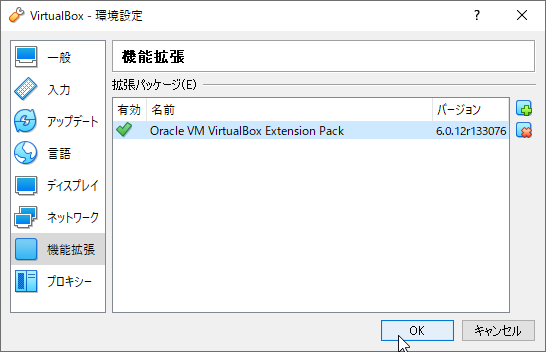 VirtualBox - 環境設定
? ×
一般
入力
アップデート
言語
ディスプレイ
ネットワーク
機能拡張
プロキシー
機能拡張
拡張パッケージ(E)
有効 名前 バージョン
Oracle VM VirtualBox Extension Pack 6.0.12r133076
OK キャンセル